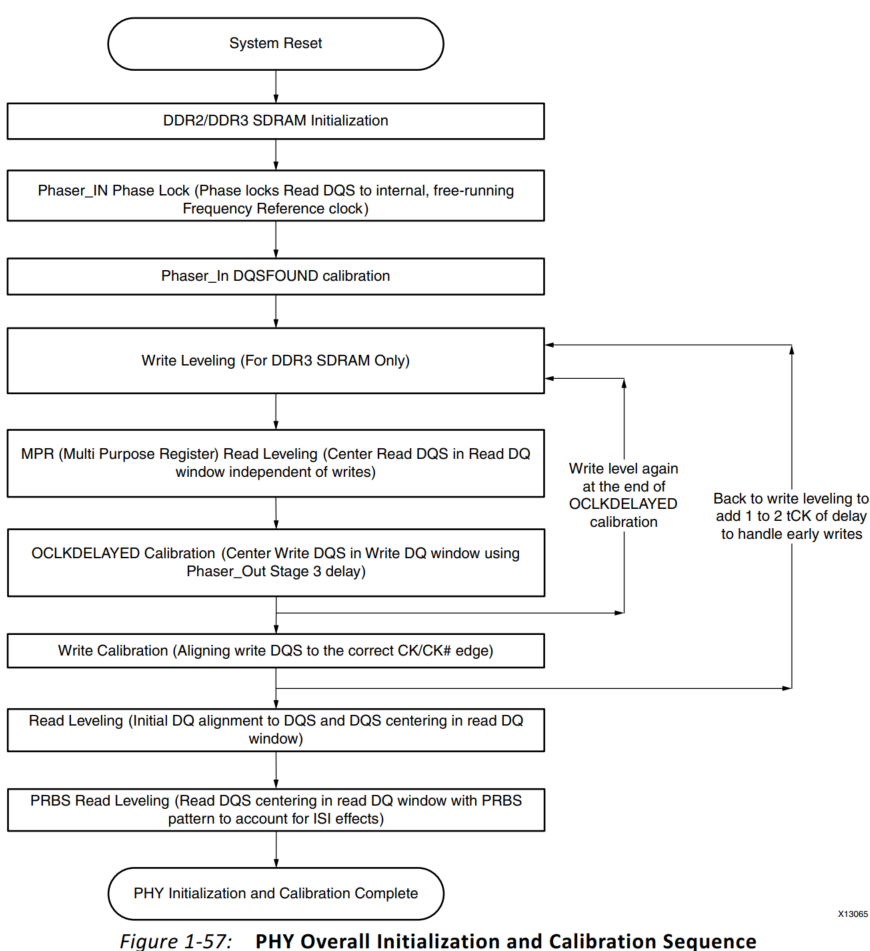 System Reset
DDR2/DDR3 SDRAM Initialization
Phaser_IN Phase Lock (Phase locks Read DQS to internal, free-running
Frequency Reference clock)
Phaser_In DQSFOUND calibration
Write Leveling (For DDR3 SDRAM Only)
MPR (Multi Purpose Register) Read Leveling (Center Read DQS in Read DQ
window independent of writes)
Write level again
at the end of
OCLKDELAYED
calibration
Back to write leveling to
add 1 to 2 tCK of delay
to handle early writes
OCLKDELAYED Calibration (Center Write DQS in Write DQ window using
Phaser_Out Stage 3 delay)
Write Calibration (Aligning write DQS to the correct CK/CK# edge)
Read Leveling (Initial DQ alignment to DQS and DQS centering in read DQ
window)
PRBS Read Leveling (Read DQS centering in read DQ window with PRBS
pattern to account for ISI effects)
PHY Initialization and Calibration Complete
X13065
Figure 1-57: PHY Overall Initialization and Calibration Sequence